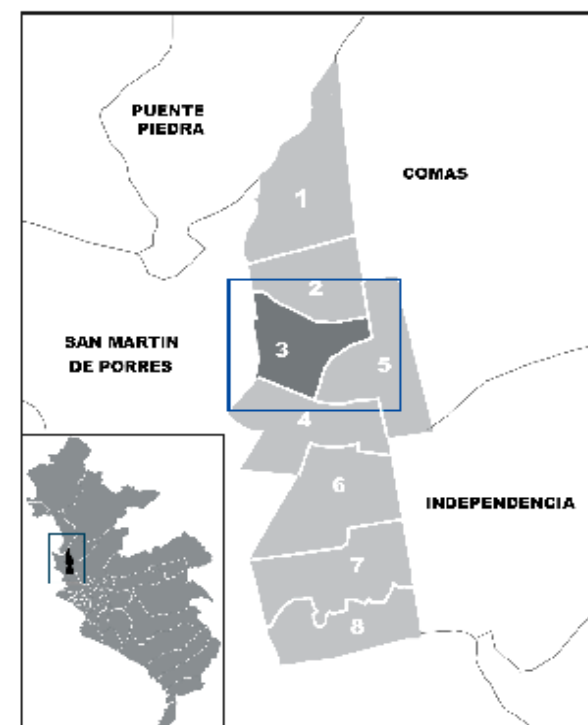 PUENTE
PIEDRA
COMAS
1
2
SAN MARTIN
DE PORRES
3
5
4
6
INDEPENDENCIA
7
8